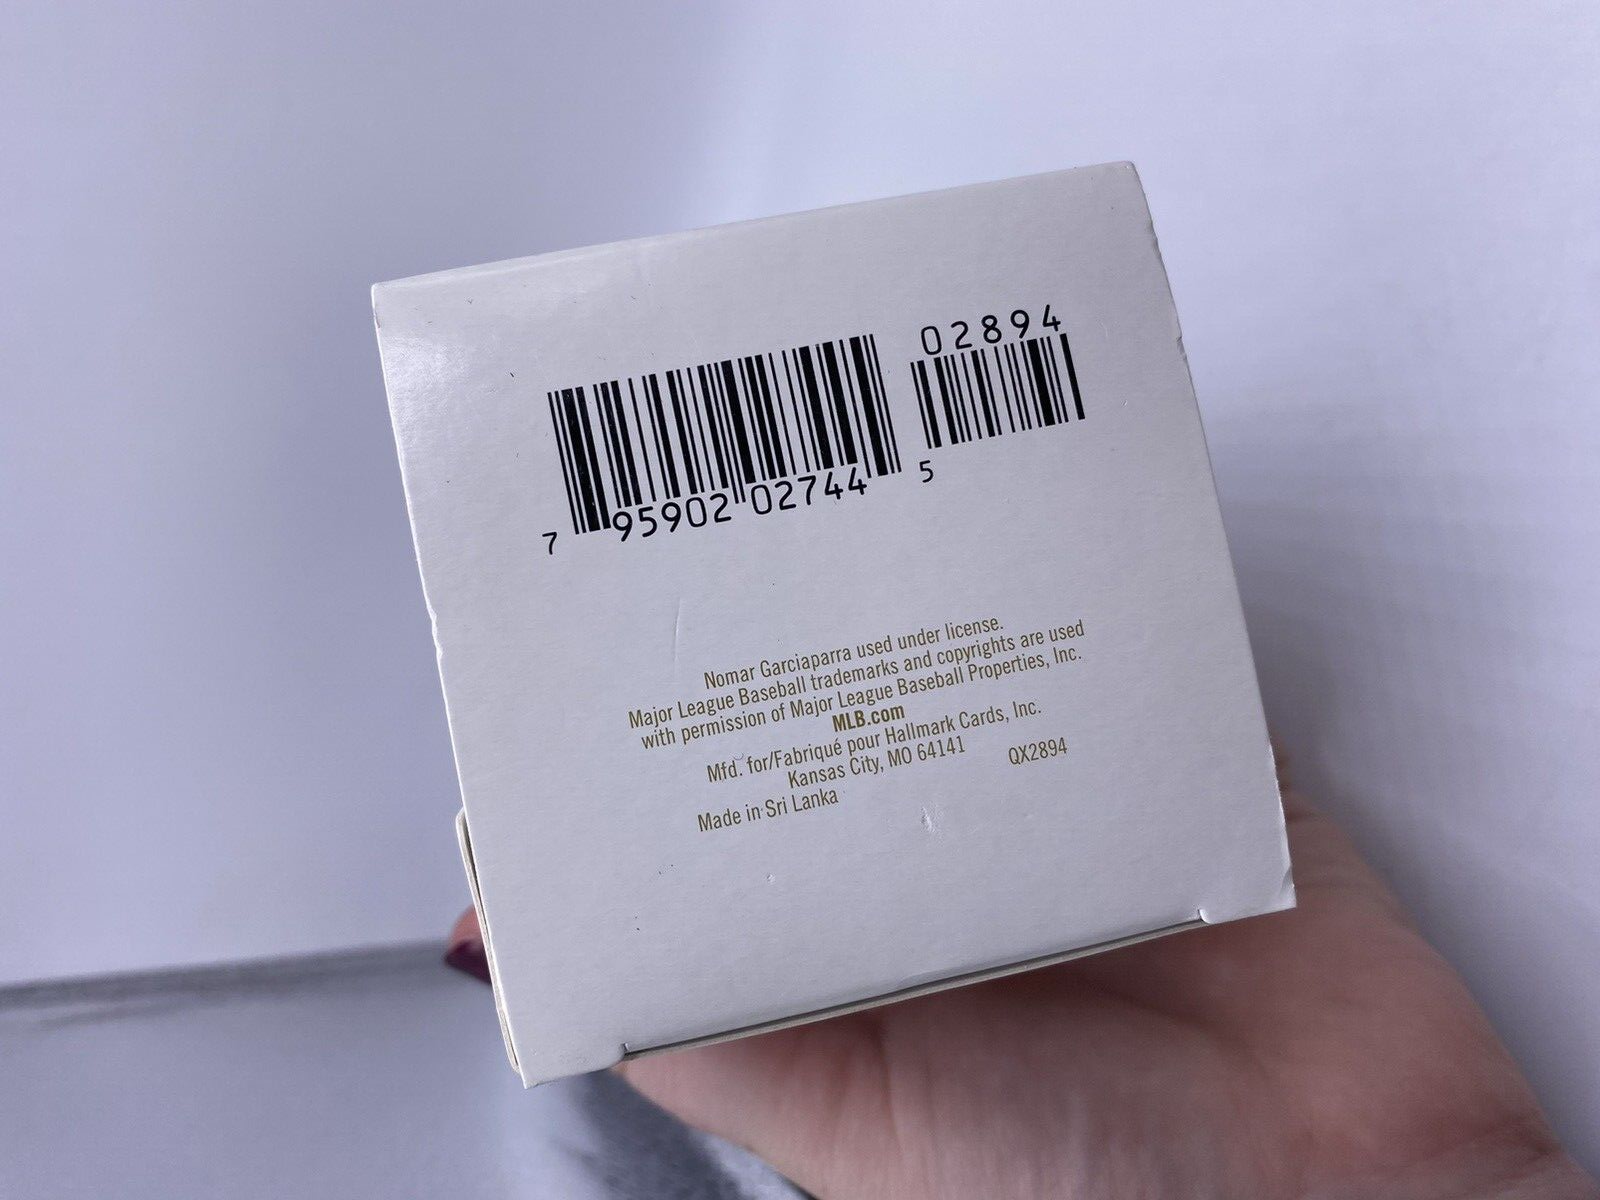 02894
7 95902 02744 5
Nomar Garciaparra used under license.
Major League Baseball trademarks and copyrights are used
with permission of Major League Baseball Properties, Inc.
MLB.com
Mfd. for/Fabriqué pour Hallmark Cards, Inc.
Kansas City, MO 64141 QX2894
Made in Sri Lanka